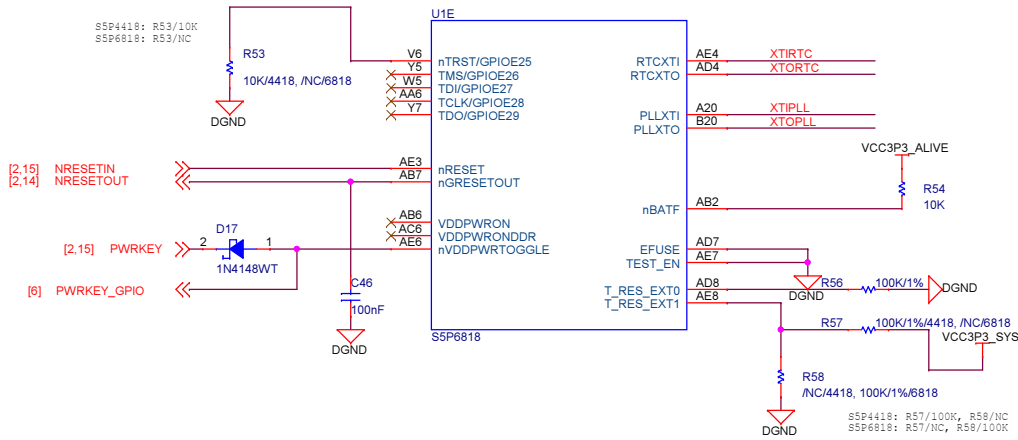 U1E
S5P4418: R53/10K
S5P6818: R53/NC
R53
10K/4418, /NC/6818
DGND
V6
nTRST/GPIOE25
Y5
TMS/GPIOE26
W5
TDI/GPIOE27
AA6
TCLK/GPIOE28
Y7
TDO/GPIOE29
AE4
RTCXTI
XTIRTC
AD4
RTCXTO
XTORTC
A20
PLLXTI
XTIPLL
B20
PLLXTO
XTOPLL
VCC3P3_ALIVE
[2,15] NRESETIN
AE3
nRESET
[2,14] NRESETOUT
AB7
nGRESETOUT
R54
10K
AB2
nBATF
AB6
VDDPWRON
AC6
VDDPWRONDDR
AE6
nVDDPWRTOGGLE
D17
[2,15] PWRKEY
2
1
1N4148WT
AD7
EFUSE
AE7
TEST_EN
DGND
[6] PWRKEY_GPIO
C46
100nF
DGND
AD8
T_RES_EXT0
R56
100K/1%
DGND
AE8
T_RES_EXT1
R57
100K/1%/4418, /NC/6818
VCC3P3_SYS
S5P6818
R58
/NC/4418, 100K/1%/6818
DGND
S5P4418: R57/100K, R58/NC
S5P6818: R57/NC, R58/100K